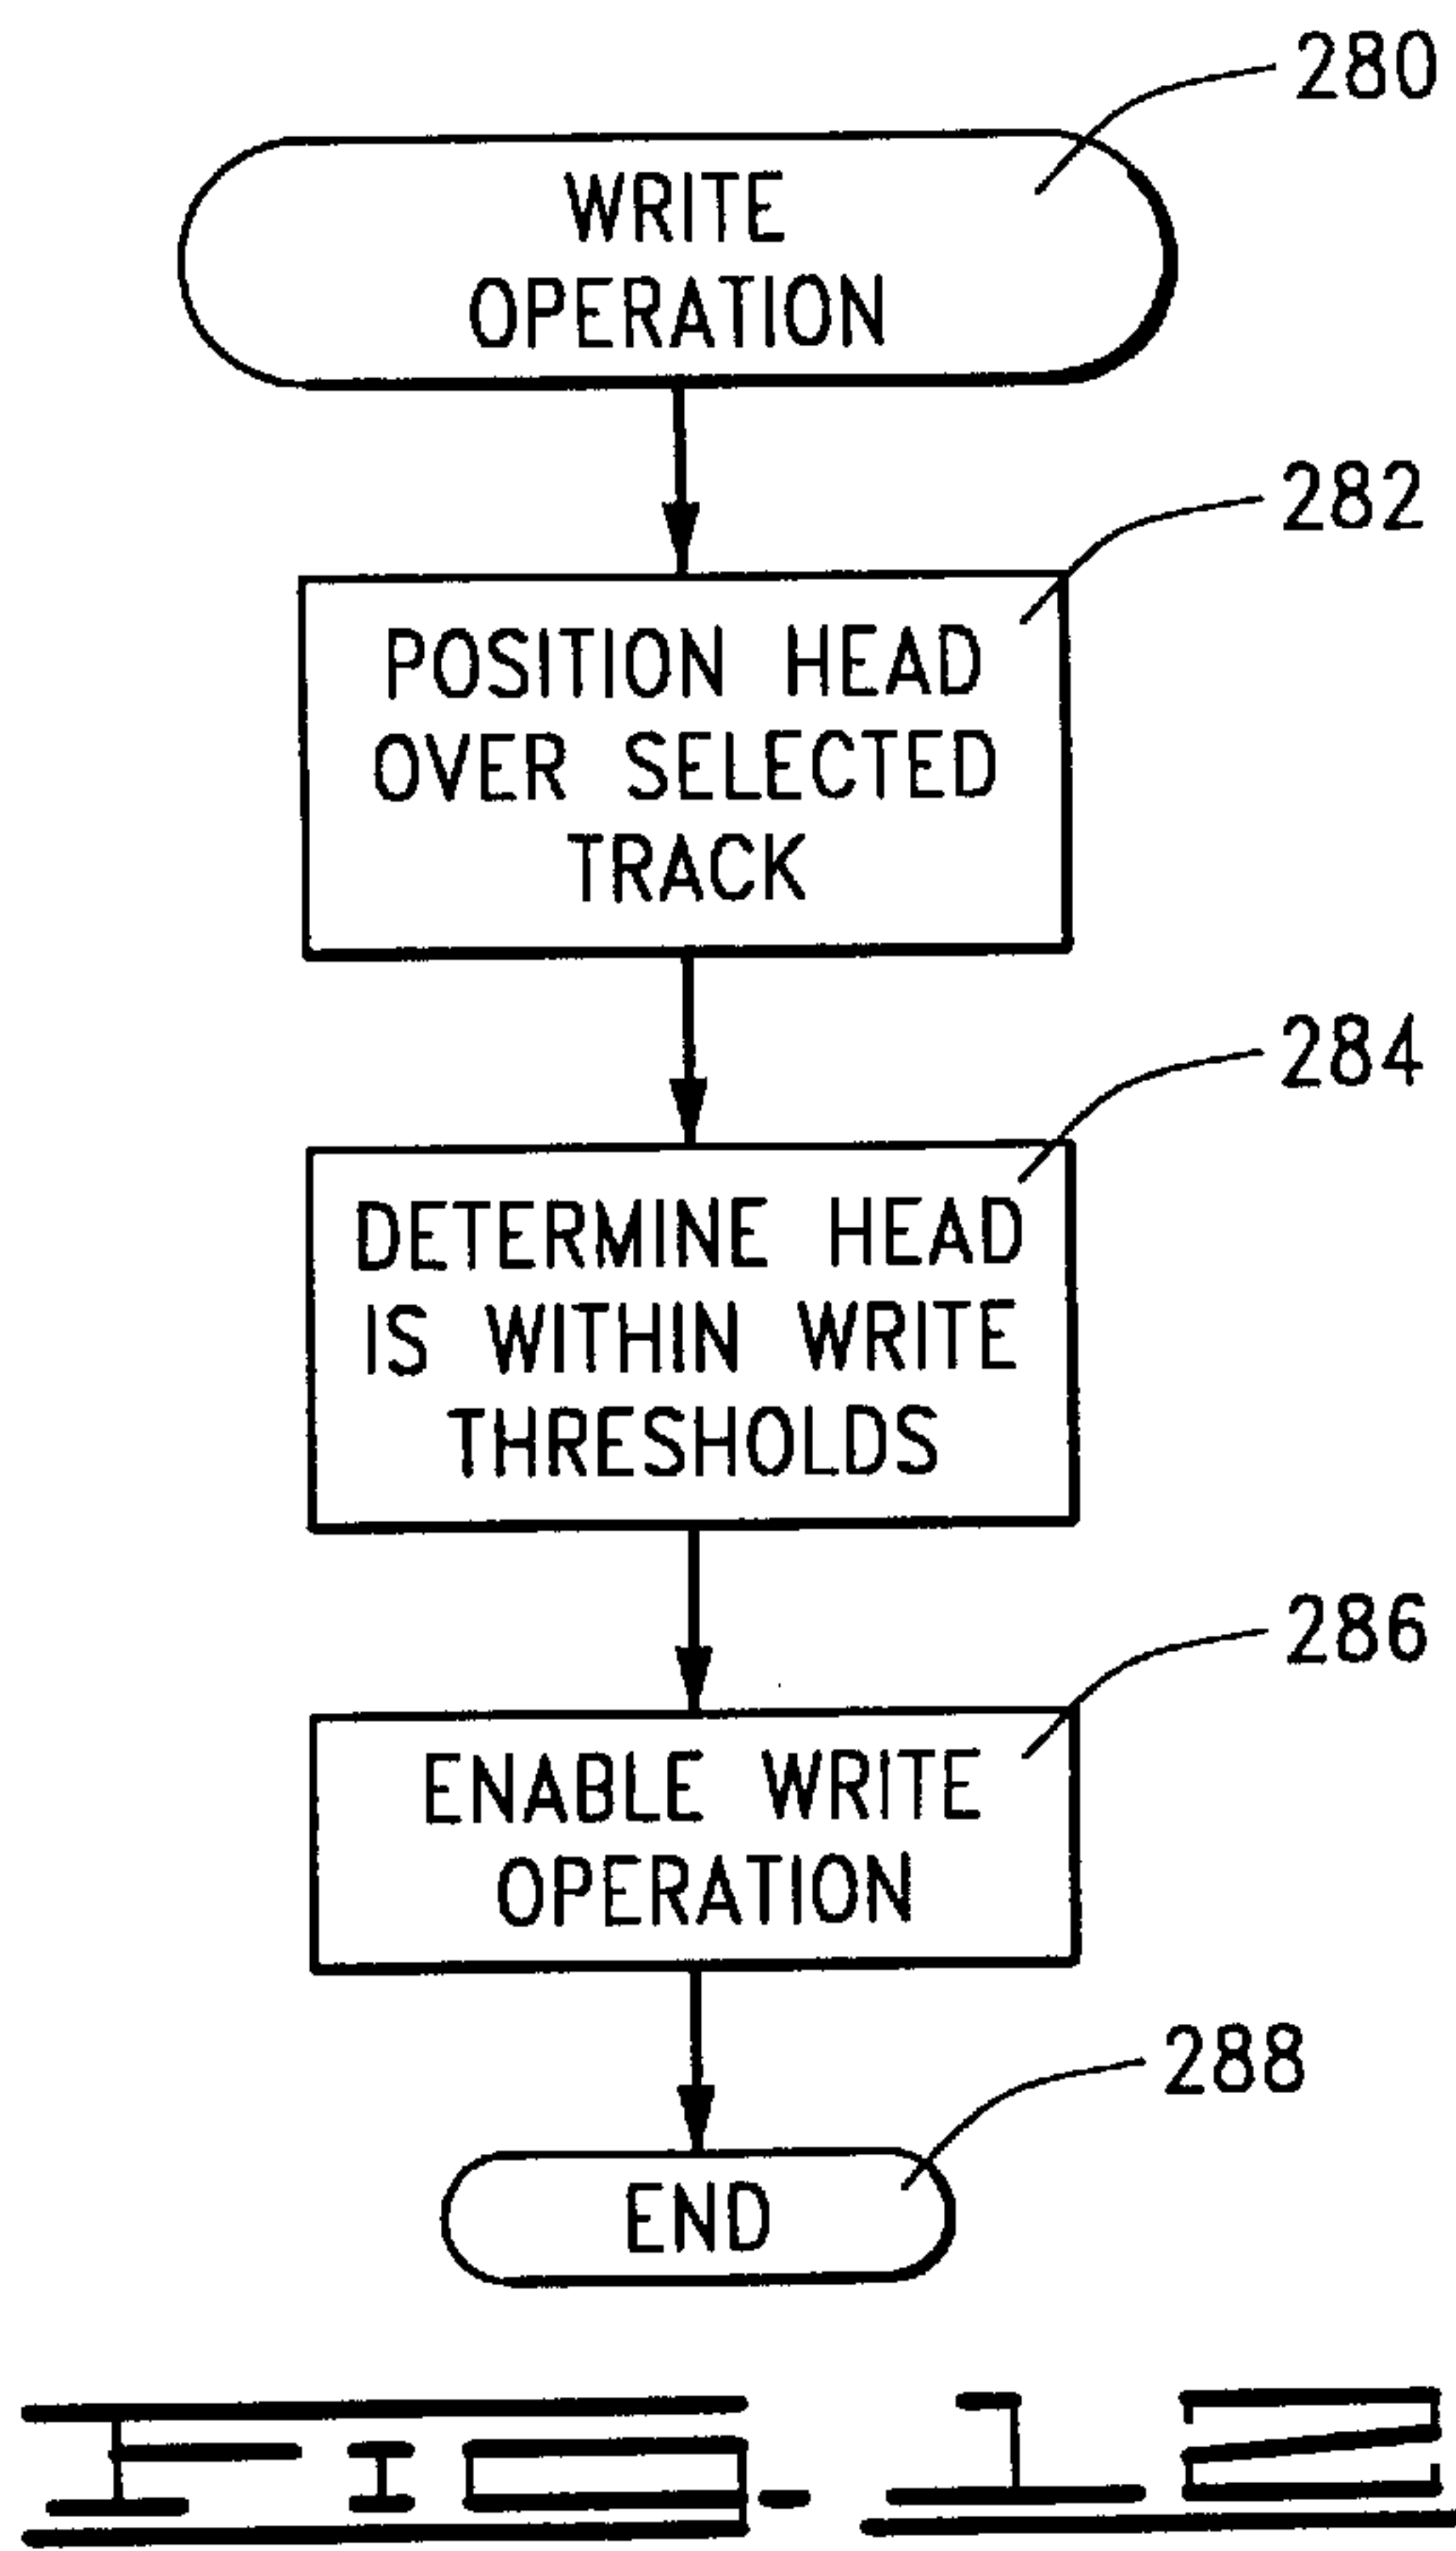 280
WRITE
OPERATION
282
POSITION HEAD
OVER SELECTED
TRACK
284
DETERMINE HEAD
IS WITHIN WRITE
THRESHOLDS
286
ENABLE WRITE
OPERATION
288
END
FIG. 12